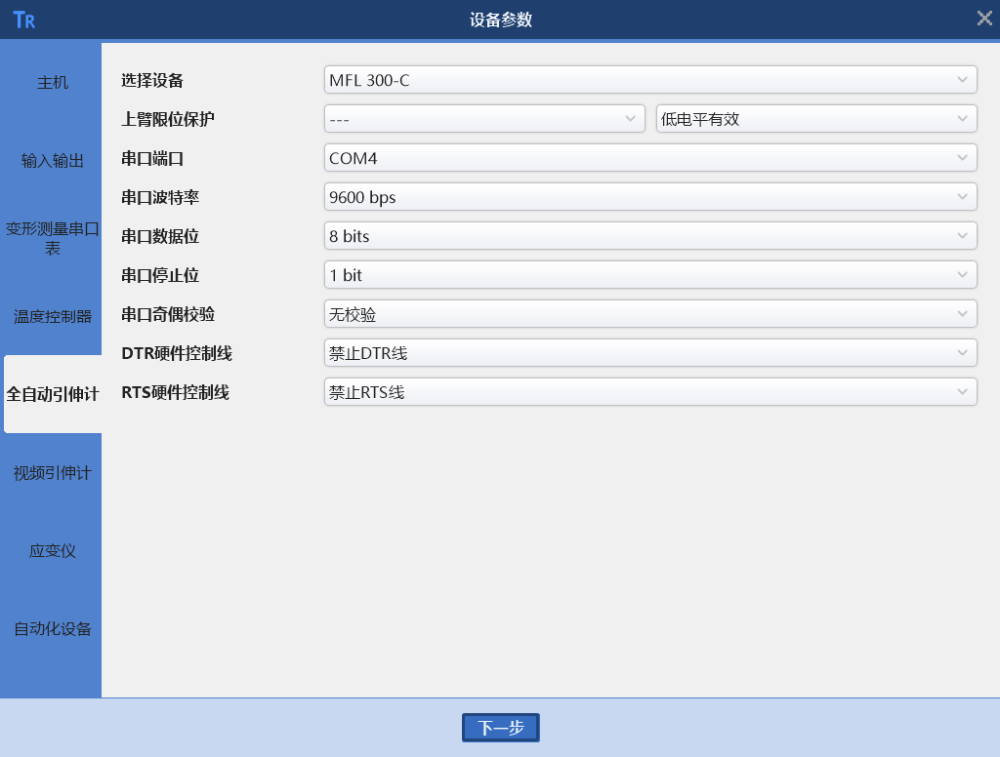 TR
设备参数
主机
输入输出
变形测量串口
表
温度控制器
全自动引伸计
视频引伸计
应变仪
自动化设备
选择设备 MFL 300-C
上臂限位保护 --- 低电平有效
串口端口 COM4
串口波特率 9600 bps
串口数据位 8 bits
串口停止位 1 bit
串口奇偶校验 无校验
DTR硬件控制线 禁止DTR线
RTS硬件控制线 禁止RTS线
下一步